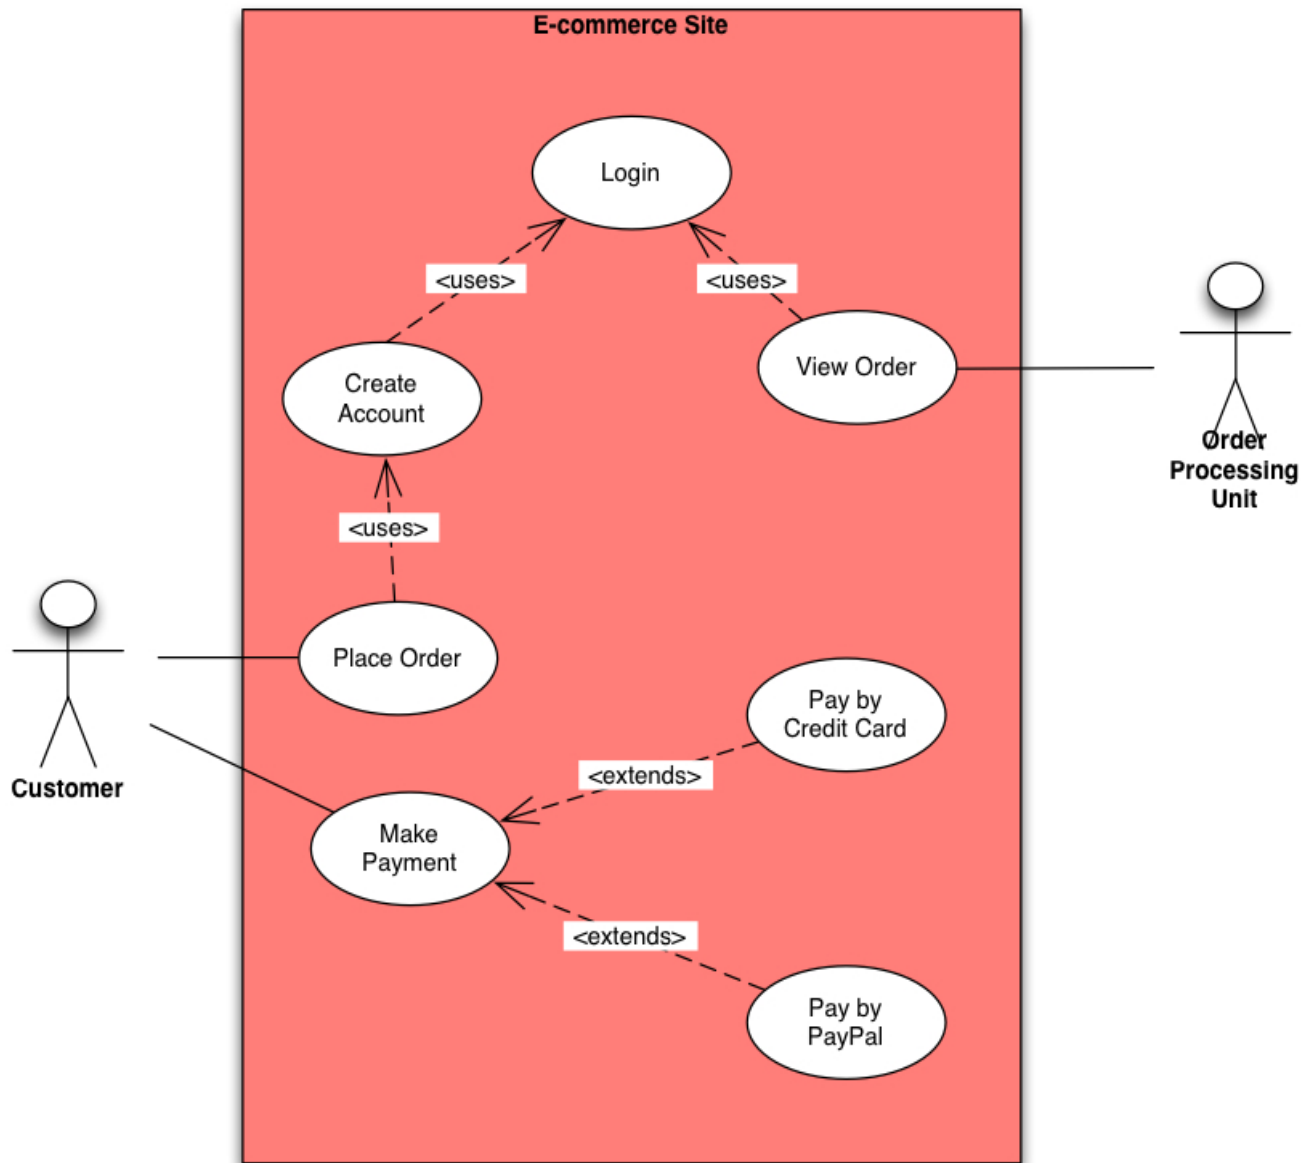 E-commerce Site
Login
<uses>
<uses>
View Order
Create
Account
Order
Processing
Unit
<uses>
Place Order
Pay by
Credit Card
<extends>
Customer
Make
Payment
<extends>
Pay by
PayPal